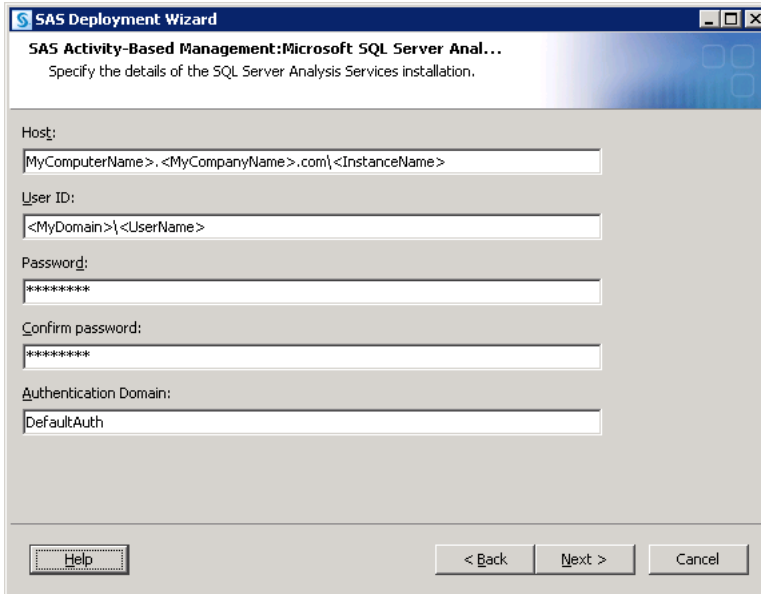 SAS Deployment Wizard
SAS Activity-Based Management:Microsoft SQL Server Anal...
Specify the details of the SQL Server Analysis Services installation.
Host:
MyComputerName>.<MyCompanyName>.com\<InstanceName>
User ID:
<MyDomain>\<UserName>
Password:
********
Confirm password:
********
Authentication Domain:
DefaultAuth
Help < Back Next > Cancel